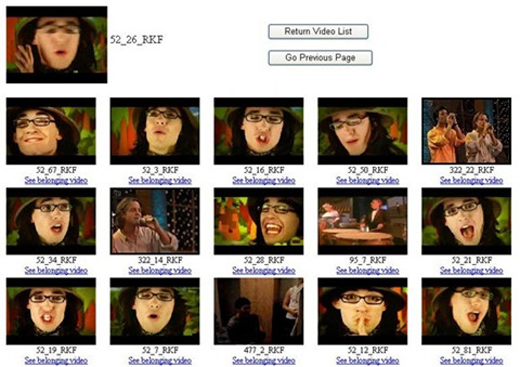 52_26_RKF
Return Video List
Go Previous Page
52_67_RKF 52_3_RKF 52_16_RKF 52_50_RKF 322_22_RKF
See belonging video See belonging video See belonging video See belonging video See belonging video
52_34_RKF 322_14_RKF 52_28_RKF 95_7_RKF 52_21_RKF
See belonging video See belonging video See belonging video See belonging video See belonging video
52_19_RKF 52_7_RKF 477_2_RKF 52_12_RKF 52_81_RKF
See belonging video See belonging video See belonging video See belonging video See belonging video